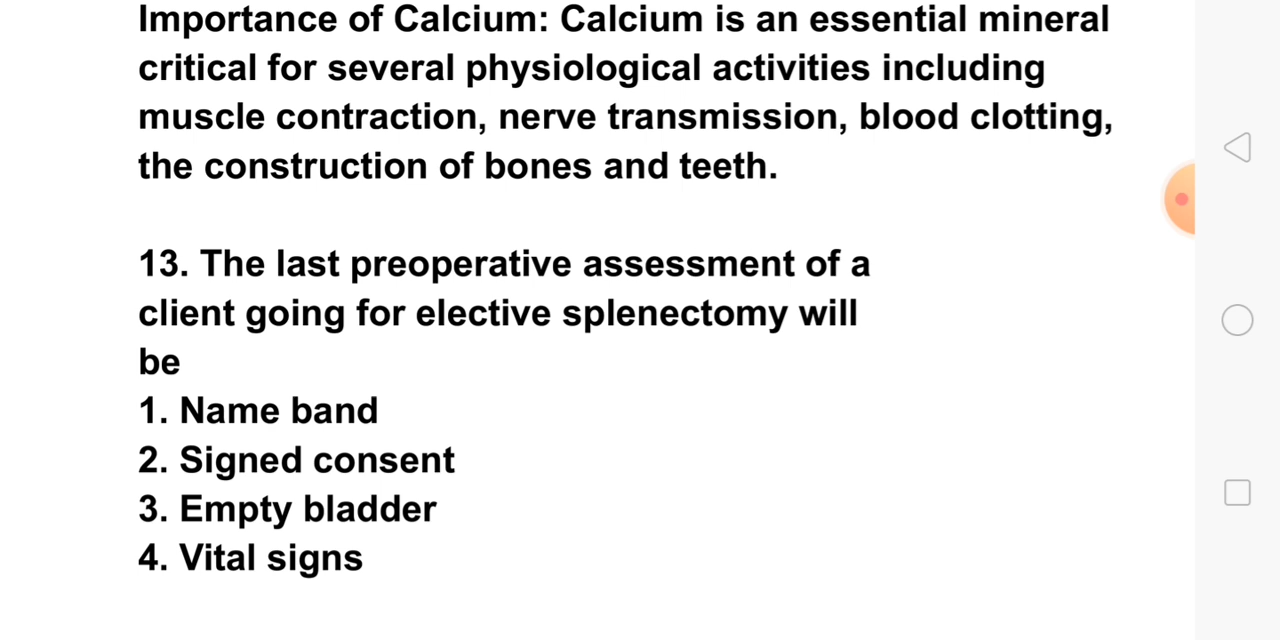 Importance of Calcium: Calcium is an essential mineral
critical for several physiological activities including
muscle contraction, nerve transmission, blood clotting,
the construction of bones and teeth.
13. The last preoperative assessment of a
client going for elective splenectomy will
be
1. Name band
2. Signed consent
3. Empty bladder
4. Vital signs